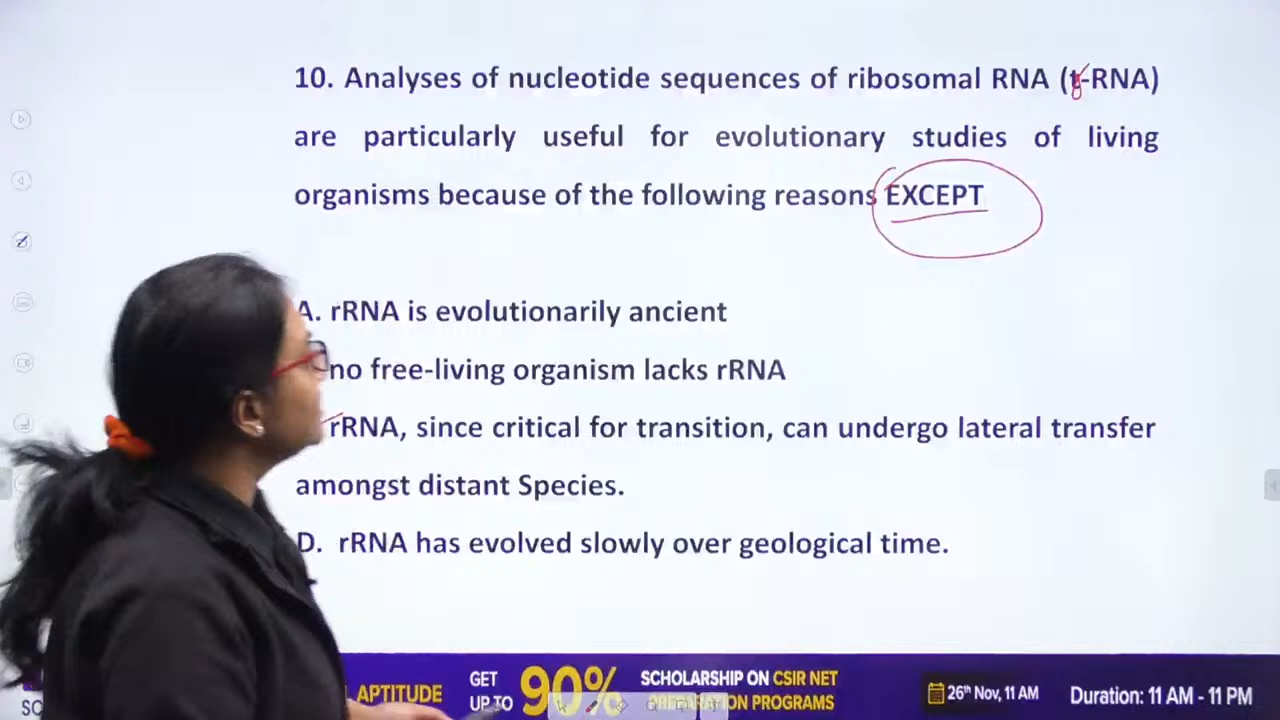 10. Analyses of nucleotide sequences of ribosomal RNA (r-RNA)
are particularly useful for evolutionary studies of living
organisms because of the following reasons EXCEPT
A. rRNA is evolutionarily ancient
no free-living organism lacks rRNA
rRNA, since critical for transition, can undergo lateral transfer
amongst distant Species.
D. rRNA has evolved slowly over geological time.
APTITUDE
GET
UP TO
90%
SCHOLARSHIP ON CSIR NET
PREPARATION PROGRAMS
26th Nov, 11 AM
Duration: 11 AM - 11 PM